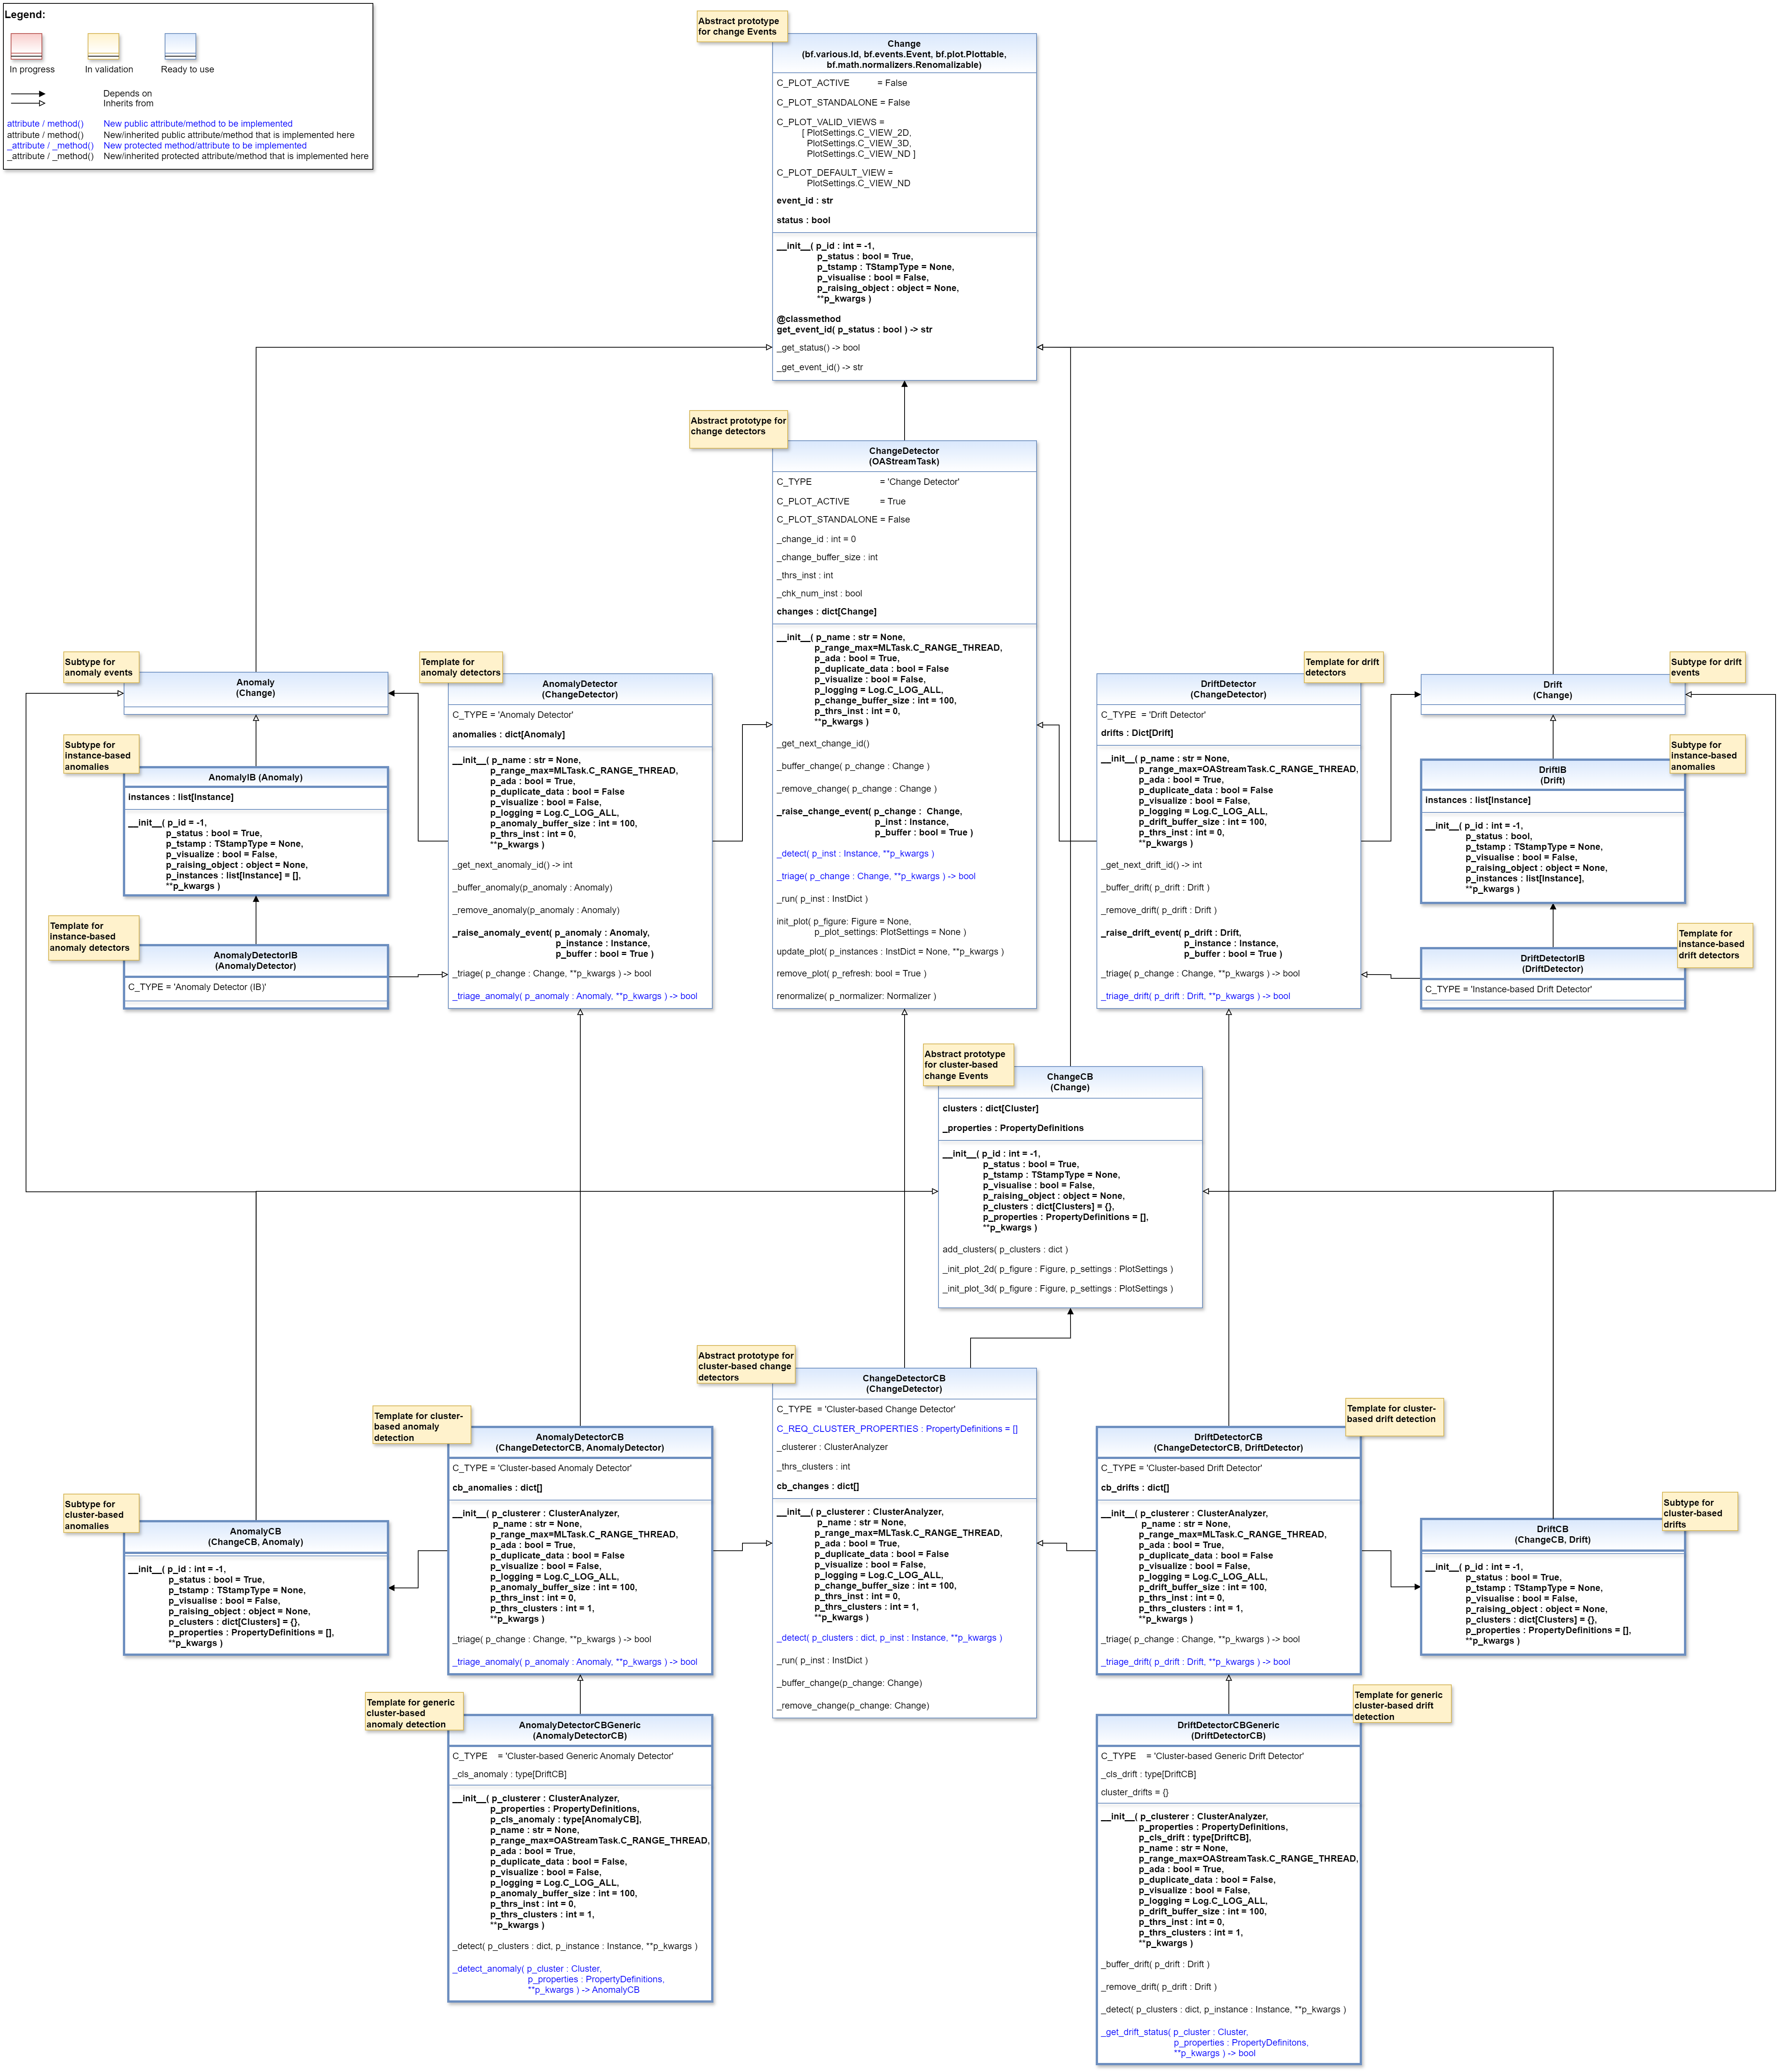 Legend:
In progress
In validation
Ready to use
Depends on
Inherits from
attribute / method() New public attribute/method to be implemented
attribute / method() New/inherited public attribute/method that is implemented here
_attribute / _method() New protected method/attribute to be implemented
_attribute / _method() New/inherited protected attribute/method that is implemented here
Abstract prototype
for change Events
Change
(bf.various.Id, bf.events.Event, bf.plot.Plottable,
bf.math.normalizers.Renomalizable)
C_PLOT_ACTIVE = False
C_PLOT_STANDALONE = False
C_PLOT_VALID_VIEWS =
[ PlotSettings.C_VIEW_2D,
PlotSettings.C_VIEW_3D,
PlotSettings.C_VIEW_ND ]
C_PLOT_DEFAULT_VIEW =
PlotSettings.C_VIEW_ND
event_id : str
status : bool
__init__( p_id : int = -1,
p_status : bool = True,
p_tstamp : TStampType = None,
p_visualise : bool = False,
p_raising_object : object = None,
**p_kwargs )
@classmethod
get_event_id( p_status : bool ) -> str
_get_status() -> bool
_get_event_id() -> str
Abstract prototype for
change detectors
ChangeDetector
(OAStreamTask)
C_TYPE = 'Change Detector'
C_PLOT_ACTIVE = True
C_PLOT_STANDALONE = False
_change_id : int = 0
_change_buffer_size : int
_thrs_inst : int
_chk_num_inst : bool
changes : dict[Change]
__init__( p_name : str = None,
p_range_max=MLTask.C_RANGE_THREAD,
p_ada : bool = True,
p_duplicate_data : bool = False
p_visualize : bool = False,
p_logging = Log.C_LOG_ALL,
p_change_buffer_size : int = 100,
p_thrs_inst : int = 0,
**p_kwargs )
_get_next_change_id()
_buffer_change( p_change : Change )
_remove_change( p_change : Change )
_raise_change_event( p_change : Change,
p_inst : Instance,
p_buffer : bool = True )
_detect( p_inst : Instance, **p_kwargs )
_triage( p_change : Change, **p_kwargs ) -> bool
_run( p_inst : InstDict )
init_plot( p_figure: Figure = None,
p_plot_settings: PlotSettings = None )
update_plot( p_instances : InstDict = None, **p_kwargs )
remove_plot( p_refresh: bool = True )
renormalize( p_normalizer: Normalizer )
Subtype for
anomaly events
Anomaly
(Change)
Template for
anomaly detectors
AnomalyDetector
(ChangeDetector)
C_TYPE = 'Anomaly Detector'
anomalies : dict[Anomaly]
__init__( p_name : str = None,
p_range_max=MLTask.C_RANGE_THREAD,
p_ada : bool = True,
p_duplicate_data : bool = False
p_visualize : bool = False,
p_logging = Log.C_LOG_ALL,
p_anomaly_buffer_size : int = 100,
p_thrs_inst : int = 0,
**p_kwargs )
_get_next_anomaly_id() -> int
_buffer_anomaly(p_anomaly : Anomaly)
_remove_anomaly(p_anomaly : Anomaly)
_raise_anomaly_event( p_anomaly : Anomaly,
p_instance : Instance,
p_buffer : bool = True )
_triage( p_change : Change, **p_kwargs ) -> bool
_triage_anomaly( p_anomaly : Anomaly, **p_kwargs ) -> bool
Template for drift
detectors
DriftDetector
(ChangeDetector)
C_TYPE = 'Drift Detector'
drifts : Dict[Drift]
__init__( p_name : str = None,
p_range_max=OAStreamTask.C_RANGE_THREAD,
p_ada : bool = True,
p_duplicate_data : bool = False
p_visualize : bool = False,
p_logging = Log.C_LOG_ALL,
p_drift_buffer_size : int = 100,
p_thrs_inst : int = 0,
**p_kwargs )
_get_next_drift_id() -> int
_buffer_drift( p_drift : Drift )
_remove_drift( p_drift : Drift )
_raise_drift_event( p_drift : Drift,
p_instance : Instance,
p_buffer : bool = True )
_triage( p_change : Change, **p_kwargs ) -> bool
_triage_drift( p_drift : Drift, **p_kwargs ) -> bool
Subtype for drift
events
Drift
(Change)
Subtype for
instance-based
anomalies
AnomalyIB (Anomaly)
instances : list[Instance]
__init__( p_id = -1,
p_status : bool = True,
p_tstamp : TStampType = None,
p_visualize : bool = False,
p_raising_object : object = None,
p_instances : list[Instance] = [],
**p_kwargs )
Template for
instance-based
anomaly detectors
AnomalyDetectorIB
(AnomalyDetector)
C_TYPE = 'Anomaly Detector (IB)'
Subtype for
instance-based
anomalies
DriftIB
(Drift)
instances : list[Instance]
__init__( p_id : int = -1,
p_status : bool,
p_tstamp : TStampType = None,
p_visualise : bool = False,
p_raising_object : object = None,
p_instances : list[Instance],
**p_kwargs )
Template for
instance-based
drift detectors
DriftDetectorIB
(DriftDetector)
C_TYPE = 'Instance-based Drift Detector'
Abstract prototype
for cluster-based
change Events
ChangeCB
(Change)
clusters : dict[Cluster]
_properties : PropertyDefinitions
__init__( p_id : int = -1,
p_status : bool = True,
p_tstamp : TStampType = None,
p_visualise : bool = False,
p_raising_object : object = None,
p_clusters : dict[Clusters] = {},
p_properties : PropertyDefinitions = [],
**p_kwargs )
add_clusters( p_clusters : dict )
_init_plot_2d( p_figure : Figure, p_settings : PlotSettings )
_init_plot_3d( p_figure : Figure, p_settings : PlotSettings )
Abstract prototype for
cluster-based change
detectors
ChangeDetectorCB
(ChangeDetector)
C_TYPE = 'Cluster-based Change Detector'
C_REQ_CLUSTER_PROPERTIES : PropertyDefinitions = []
_clusterer : ClusterAnalyzer
_thrs_clusters : int
cb_changes : dict[]
__init__( p_clusterer : ClusterAnalyzer,
p_name : str = None,
p_range_max=MLTask.C_RANGE_THREAD,
p_ada : bool = True,
p_duplicate_data : bool = False
p_visualize : bool = False,
p_logging = Log.C_LOG_ALL,
p_change_buffer_size : int = 100,
p_thrs_inst : int = 0,
p_thrs_clusters : int = 1,
**p_kwargs )
_detect( p_clusters : dict, p_inst : Instance, **p_kwargs )
_run( p_inst : InstDict )
_buffer_change(p_change: Change)
_remove_change(p_change: Change)
Template for cluster-
based anomaly
detection
AnomalyDetectorCB
(ChangeDetectorCB, AnomalyDetector)
C_TYPE = 'Cluster-based Anomaly Detector'
cb_anomalies : dict[]
__init__( p_clusterer : ClusterAnalyzer,
p_name : str = None,
p_range_max=MLTask.C_RANGE_THREAD,
p_ada : bool = True,
p_duplicate_data : bool = False
p_visualize : bool = False,
p_logging = Log.C_LOG_ALL,
p_anomaly_buffer_size : int = 100,
p_thrs_inst : int = 0,
p_thrs_clusters : int = 1,
**p_kwargs )
_triage( p_change : Change, **p_kwargs ) -> bool
_triage_anomaly( p_anomaly : Anomaly, **p_kwargs ) -> bool
Template for cluster-
based drift detection
DriftDetectorCB
(ChangeDetectorCB, DriftDetector)
C_TYPE = 'Cluster-based Drift Detector'
cb_drifts : dict[]
__init__( p_clusterer : ClusterAnalyzer,
p_name : str = None,
p_range_max=MLTask.C_RANGE_THREAD,
p_ada : bool = True,
p_duplicate_data : bool = False
p_visualize : bool = False,
p_logging = Log.C_LOG_ALL,
p_drift_buffer_size : int = 100,
p_thrs_inst : int = 0,
p_thrs_clusters : int = 1,
**p_kwargs )
_triage( p_change : Change, **p_kwargs ) -> bool
_triage_drift( p_drift : Drift, **p_kwargs ) -> bool
Subtype for
cluster-based
anomalies
AnomalyCB
(ChangeCB, Anomaly)
__init__( p_id : int = -1,
p_status : bool = True,
p_tstamp : TStampType = None,
p_visualise : bool = False,
p_raising_object : object = None,
p_clusters : dict[Clusters] = {},
p_properties : PropertyDefinitions = [],
**p_kwargs )
Subtype for
cluster-based
drifts
DriftCB
(ChangeCB, Drift)
__init__( p_id : int = -1,
p_status : bool = True,
p_tstamp : TStampType = None,
p_visualise : bool = False,
p_raising_object : object = None,
p_clusters : dict[Clusters] = {},
p_properties : PropertyDefinitions = [],
**p_kwargs )
Template for generic
cluster-based
anomaly detection
AnomalyDetectorCBGeneric
(AnomalyDetectorCB)
C_TYPE = 'Cluster-based Generic Anomaly Detector'
_cls_anomaly : type[DriftCB]
__init__( p_clusterer : ClusterAnalyzer,
p_properties : PropertyDefinitions,
p_cls_anomaly : type[AnomalyCB],
p_name : str = None,
p_range_max=OAStreamTask.C_RANGE_THREAD,
p_ada : bool = True,
p_duplicate_data : bool = False,
p_visualize : bool = False,
p_logging = Log.C_LOG_ALL,
p_anomaly_buffer_size : int = 100,
p_thrs_inst : int = 0,
p_thrs_clusters : int = 1,
**p_kwargs )
_detect( p_clusters : dict, p_instance : Instance, **p_kwargs )
_detect_anomaly( p_cluster : Cluster,
p_properties : PropertyDefinitions,
**p_kwargs ) -> AnomalyCB
Template for generic
cluster-based drift
detection
DriftDetectorCBGeneric
(DriftDetectorCB)
C_TYPE = 'Cluster-based Generic Drift Detector'
_cls_drift : type[DriftCB]
cluster_drifts = {}
__init__( p_clusterer : ClusterAnalyzer,
p_properties : PropertyDefinitions,
p_cls_drift : type[DriftCB],
p_name : str = None,
p_range_max=OAStreamTask.C_RANGE_THREAD,
p_ada : bool = True,
p_duplicate_data : bool = False,
p_visualize : bool = False,
p_logging = Log.C_LOG_ALL,
p_drift_buffer_size : int = 100,
p_thrs_inst : int = 0,
p_thrs_clusters : int = 1,
**p_kwargs )
_buffer_drift( p_drift : Drift )
_remove_drift( p_drift : Drift )
_detect( p_clusters : dict, p_instance : Instance, **p_kwargs )
_get_drift_status( p_cluster : Cluster,
p_properties : PropertyDefinitons,
**p_kwargs ) -> bool